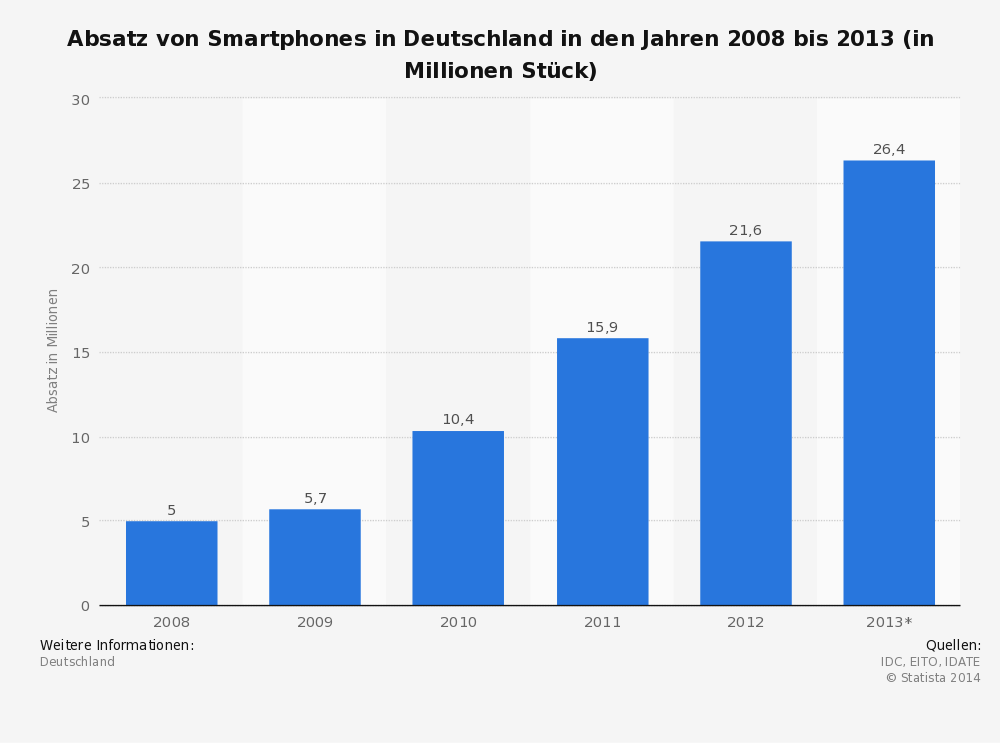 Absatz von Smartphones in Deutschland in den Jahren 2008 bis 2013 (in
Millionen Stück)
30
25
20
15
10
5
0
Absatz in Millionen
5
5,7
10,4
15,9
21,6
26,4
2008
2009
2010
2011
2012
2013*
Weitere Informationen:
Deutschland
Quellen:
IDC, EITO, IDATE
© Statista 2014